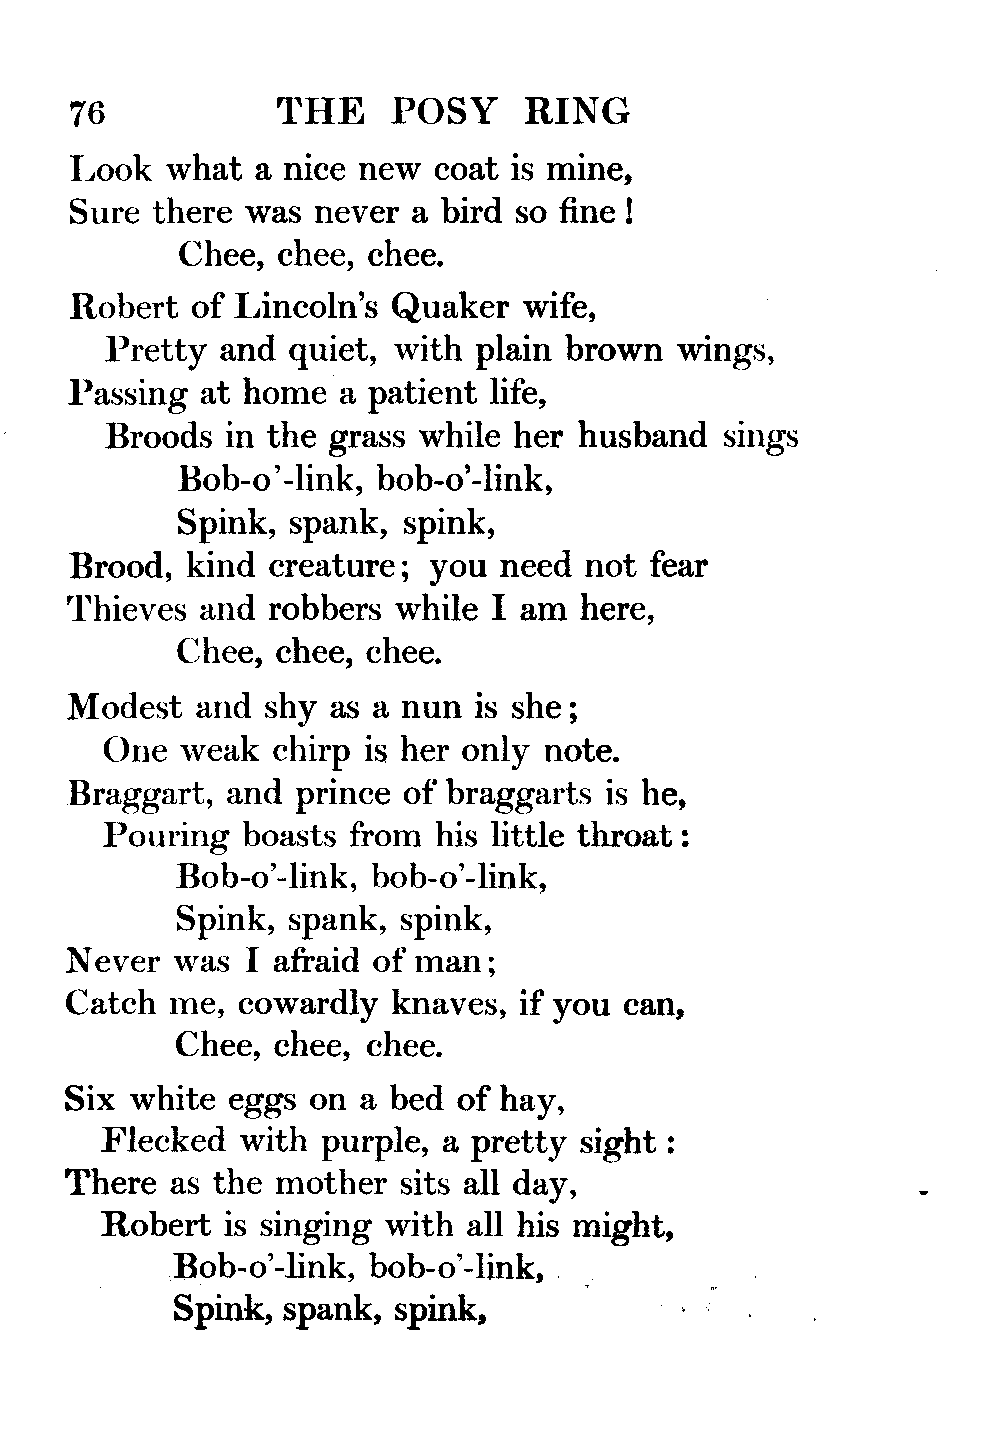 76 THE POSY RING
Look what a nice new coat is mine,
Sure there was never a bird so fine!
Chee, chee, chee.
Robert of Lincoln's Quaker wife,
Pretty and quiet, with plain brown wings,
Passing at home a patient life,
Broods in the grass while her husband sings
Bob-o'-link, bob-o'-link,
Spink, spank, spink,
Brood, kind creature; you need not fear
Thieves and robbers while I am here,
Chee, chee, chee.
Modest and shy as a nun is she;
One weak chirp is her only note.
Braggart, and prince of braggarts is he,
Pouring boasts from his little throat:
Bob-o'-link, bob-o'-link,
Spink, spank, spink,
Never was I afraid of man;
Catch me, cowardly knaves, if you can,
Chee, chee, chee.
Six white eggs on a bed of hay,
Flecked with purple, a pretty sight:
There as the mother sits all day,
Robert is singing with all his might,
Bob-o'-link, bob-o'-link,
Spink, spank, spink,